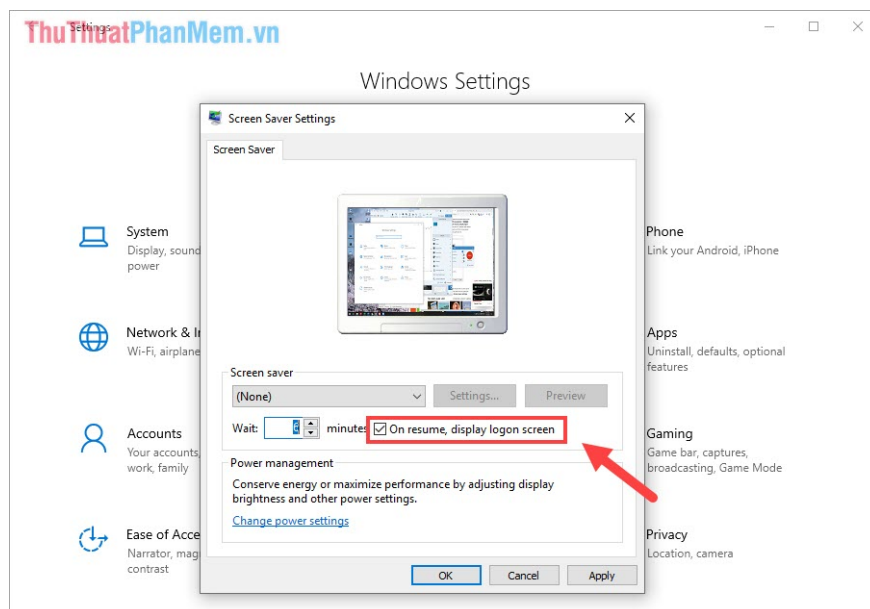 Settings
ThuThuatPhanMem.vn
Windows Settings
Screen Saver Settings
Screen Saver
System
Display, sound
power
Phone
Link your Android, iPhone
Network & I
Wi-Fi, airplane
Apps
Uninstall, defaults, optional
features
Screen saver
(None)
Settings...
Preview
Wait:
minutes
On resume, display logon screen
Accounts
Your accounts,
work, family
Gaming
Game bar, captures,
broadcasting, Game Mode
Power management
Conserve energy or maximize performance by adjusting display
brightness and other power settings.
Change power settings
Ease of Acce
Narrator, mag
contrast
Privacy
Location, camera
OK
Cancel
Apply